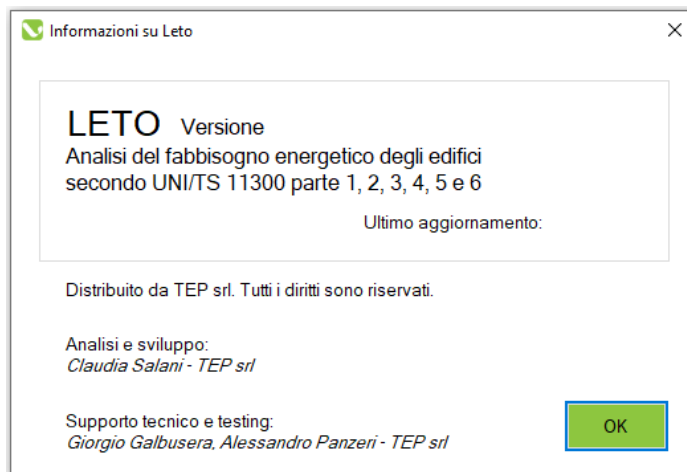 Informazioni su Leto
LETO Versione
Analisi del fabbisogno energetico degli edifici
secondo UNI/TS 11300 parte 1, 2, 3, 4, 5 e 6
Ultimo aggiornamento:
Distribuito da TEP srl. Tutti i diritti sono riservati.
Analisi e sviluppo:
Claudia Salani - TEP srl
Supporto tecnico e testing:
Giorgio Galbusera, Alessandro Panzeri - TEP srl
OK